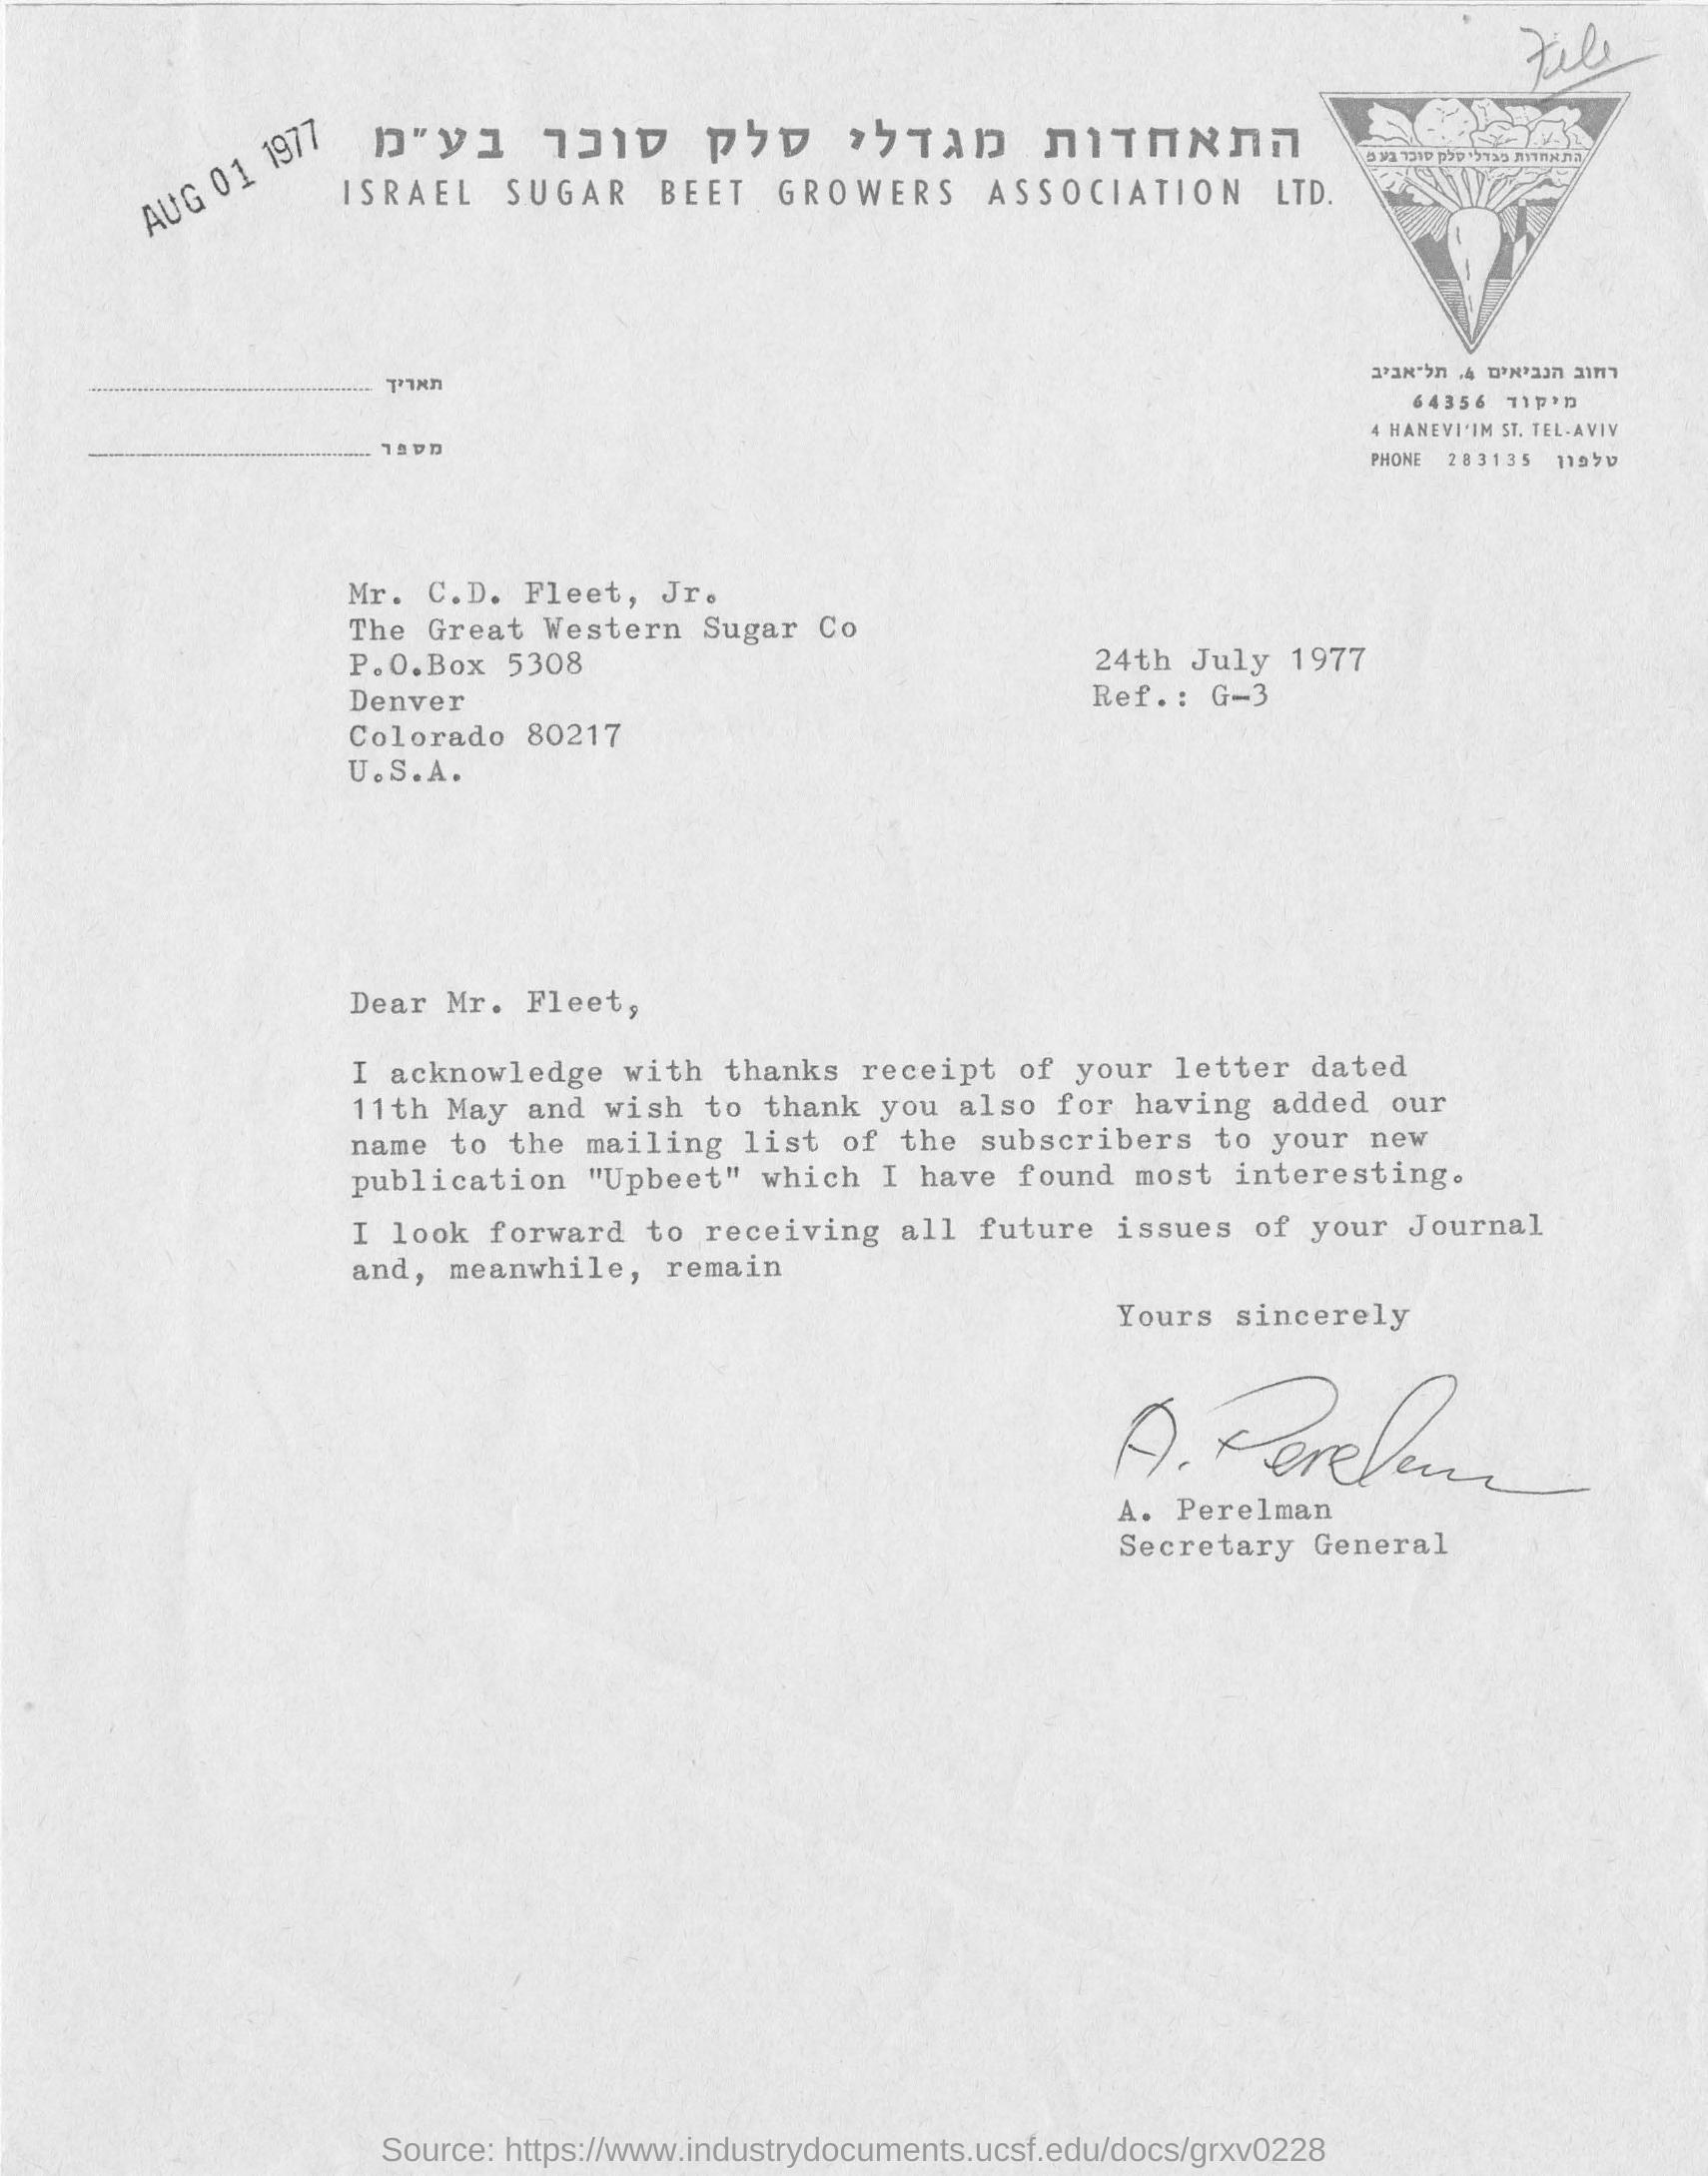 File
AUG 01 1977
התאחדות מגדלי סלק סוכר בע"מ
ISRAEL SUGAR BEET GROWERS ASSOCIATION LTD.
התאחדות מגדלי סלק סוכר בע מ
רחוב הנביאים 4, תל־אביב
מיקוד 64356
4 HANEVI'IM ST. TEL-AVIV
PHONE 283135 טלפון
תאריך
מספר
Mr. C.D. Fleet, Jr.
The Great Western Sugar Co
P.O.Box 5308
Denver
Colorado 80217
U.S.A.
24th July 1977
Ref.: G-3
Dear Mr. Fleet,
I acknowledge with thanks receipt of your letter dated
11th May and wish to thank you also for having added our
name to the mailing list of the subscribers to your new
publication "Upbeet" which I have found most interesting.
I look forward to receiving all future issues of your Journal
and, meanwhile, remain
Yours sincerely
A. Perelman
A. Perelman
Secretary General
Source: https://www.industrydocuments.ucsf.edu/docs/grxv0228